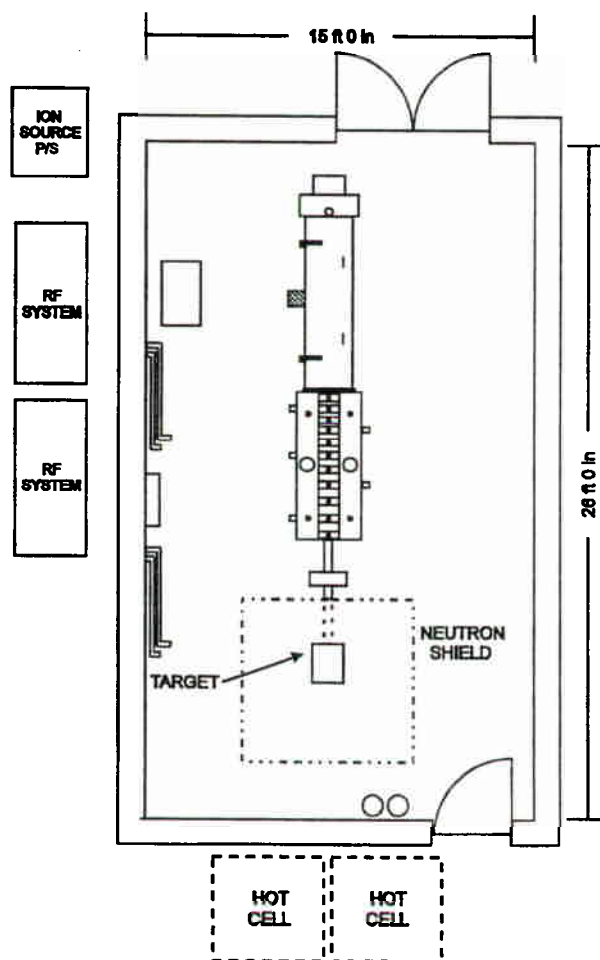 15 ft 0 in
ION
SOURCE
P/S
RF
SYSTEM
RF
SYSTEM
26 ft 0 in
NEUTRON
SHIELD
TARGET
HOT
CELL
HOT
CELL